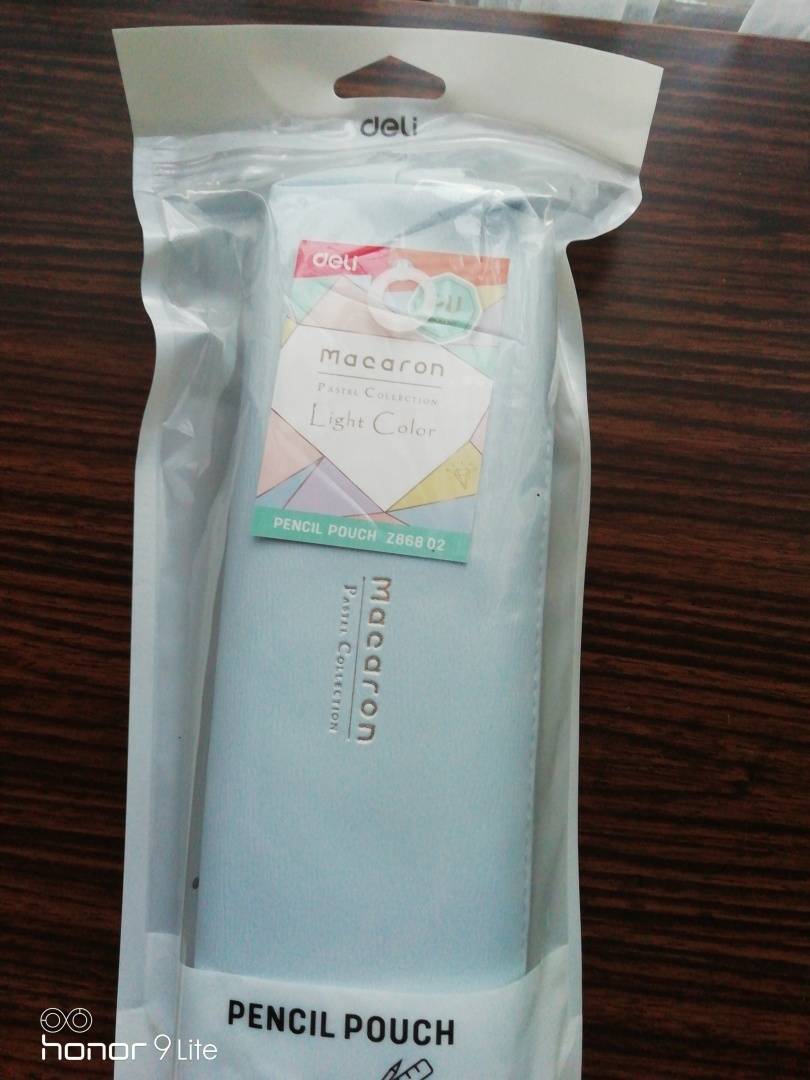 deli
deli
macaron
PASTEL COLLECTION
Light Color
PENCIL POUCH Z868 02
macaron
PASTEL COLLECTION
PENCIL POUCH
honor 9 Lite